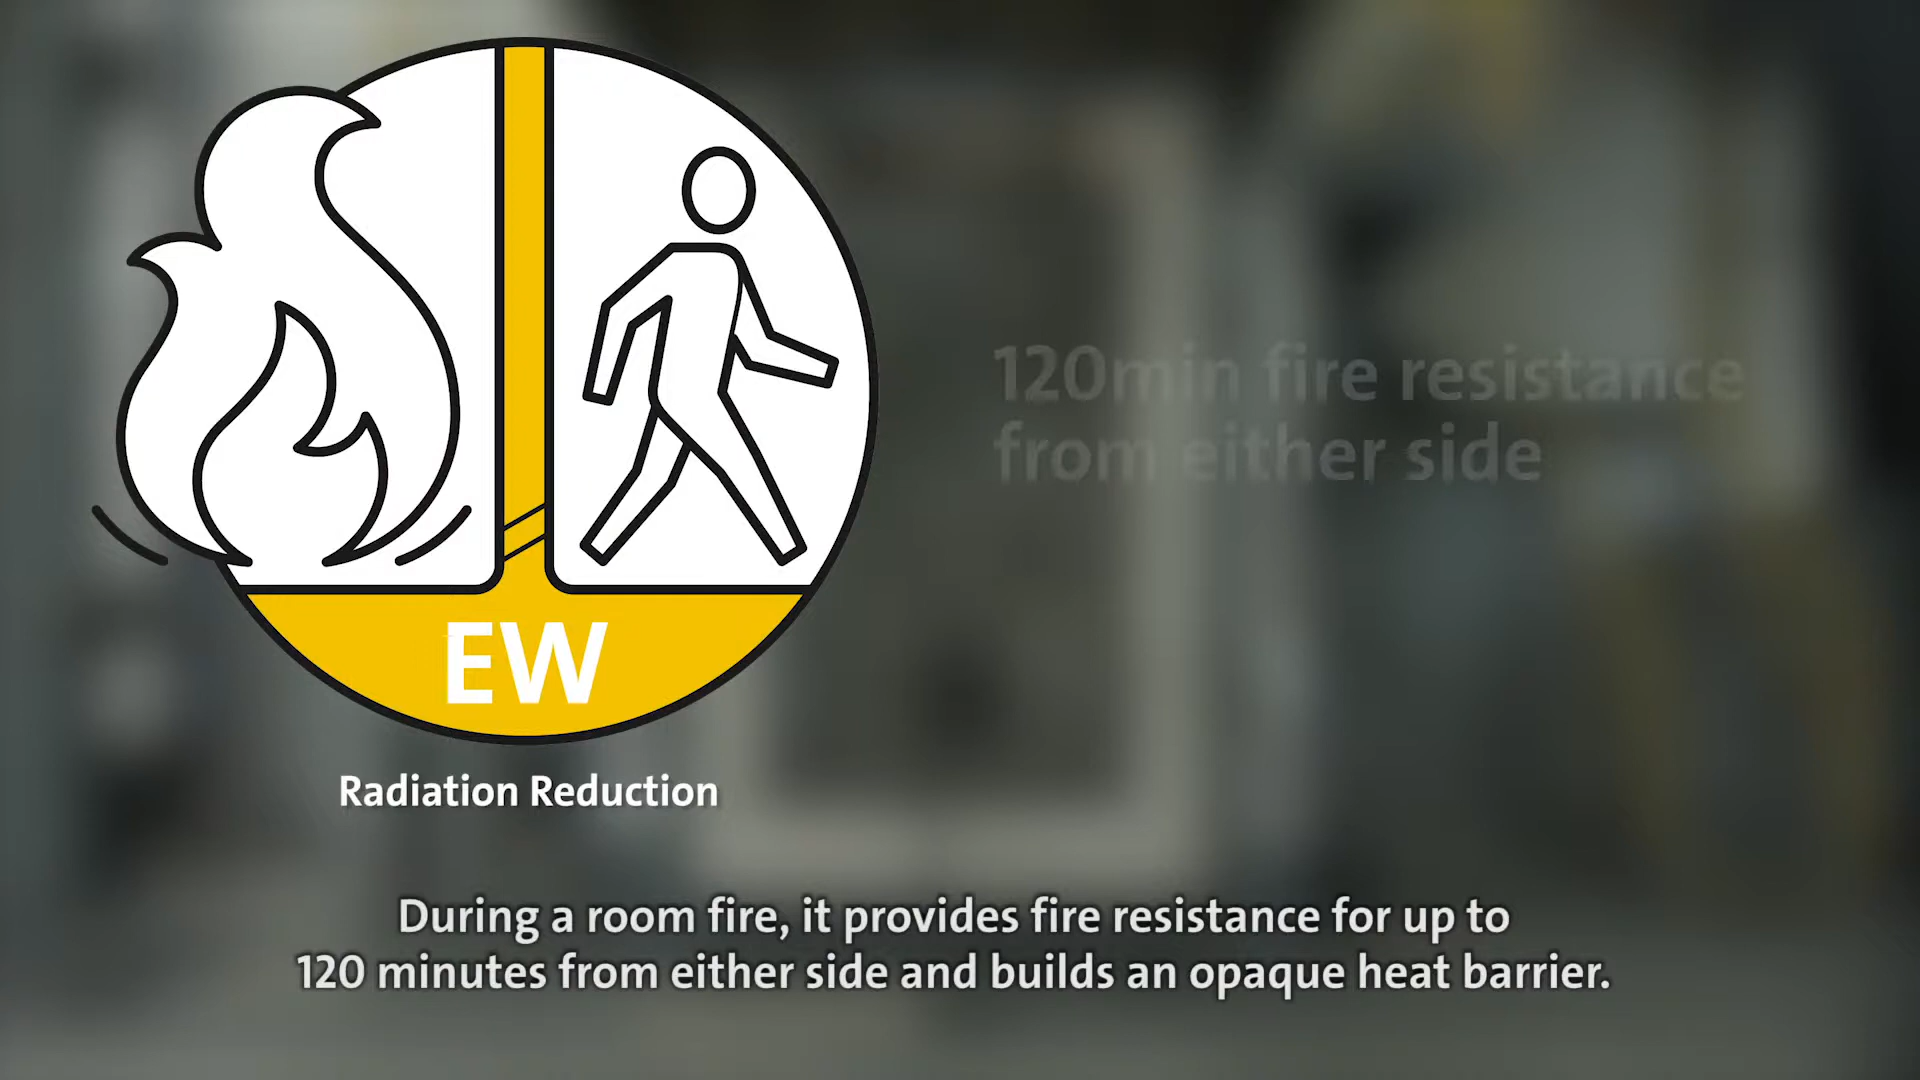 EW
Radiation Reduction
120min fire resistance
from either side
During a room fire, it provides fire resistance for up to
120 minutes from either side and builds an opaque heat barrier.